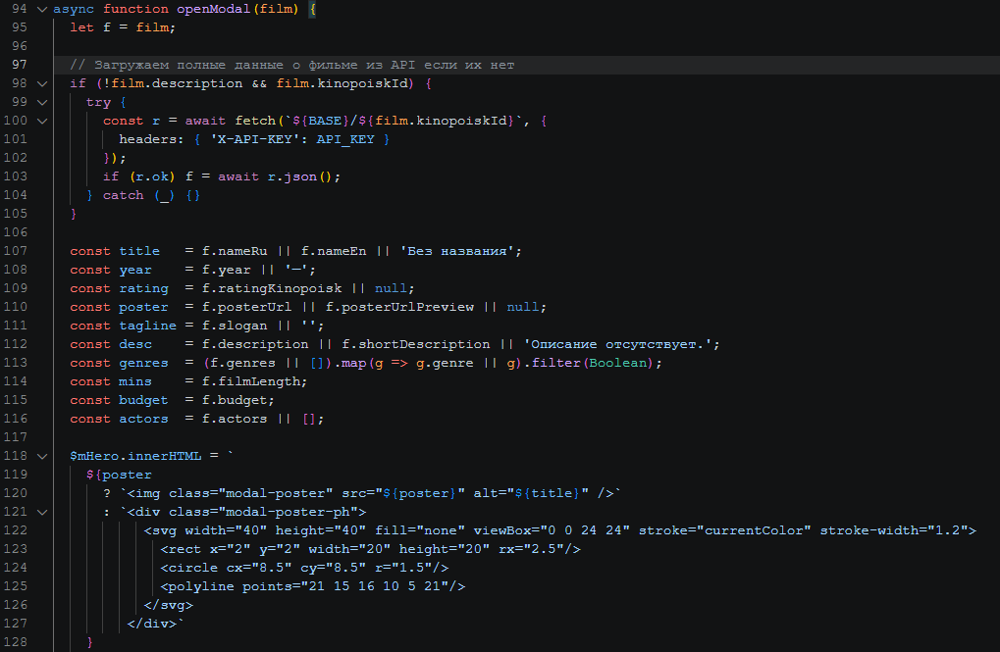 94 async function openModal(film) {
95 let f = film;
96
97 // Загружаем полные данные о фильме из API если их нет
98 if (!film.description && film.kinopoiskId) {
99 try {
100 const r = await fetch(`${BASE}/${film.kinopoiskId}`, {
101 headers: { 'X-API-KEY': API_KEY }
102 });
103 if (r.ok) f = await r.json();
104 } catch (_) {}
105 }
106
107 const title = f.nameRu || f.nameEn || 'Без названия';
108 const year = f.year || '—';
109 const rating = f.ratingKinopoisk || null;
110 const poster = f.posterUrl || f.posterUrlPreview || null;
111 const tagline = f.slogan || '';
112 const desc = f.description || f.shortDescription || 'Описание отсутствует.';
113 const genres = (f.genres || []).map(g => g.genre || g).filter(Boolean);
114 const mins = f.filmLength;
115 const budget = f.budget;
116 const actors = f.actors || [];
117
118 $mHero.innerHTML = `
119 ${poster
120 ? `<img class="modal-poster" src="${poster}" alt="${title}" />`
121 : `<div class="modal-poster-ph">
122 <svg width="40" height="40" fill="none" viewBox="0 0 24 24" stroke="currentColor" stroke-width="1.2">
123 <rect x="2" y="2" width="20" height="20" rx="2.5"/>
124 <circle cx="8.5" cy="8.5" r="1.5"/>
125 <polyline points="21 15 16 10 5 21"/>
126 </svg>
127 </div>`
128 }